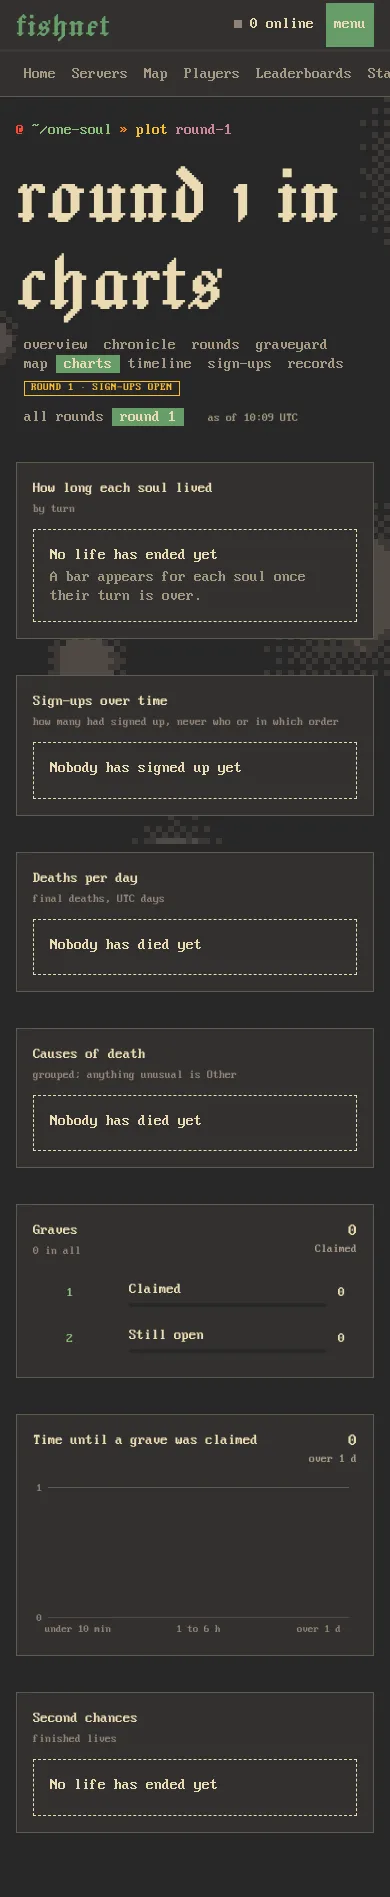 fishnet
0 online
menu
Home Servers Map Players Leaderboards Sta
@ ~/one-soul » plot round-1
round 1 in
charts
overview chronicle rounds graveyard
map charts timeline sign-ups records
ROUND 1 · SIGN-UPS OPEN
all rounds round 1 as of 10:09 UTC
How long each soul lived
by turn
No life has ended yet
A bar appears for each soul once
their turn is over.
Sign-ups over time
how many had signed up, never who or in which order
Nobody has signed up yet
Deaths per day
final deaths, UTC days
Nobody has died yet
Causes of death
grouped: anything unusual is Other
Nobody has died yet
Graves 0
0 in all Claimed
1 Claimed 0
2 Still open 0
Time until a grave was claimed 0
over 1 d
1
0
under 10 min 1 to 6 h over 1 d
Second chances
finished lives
No life has ended yet